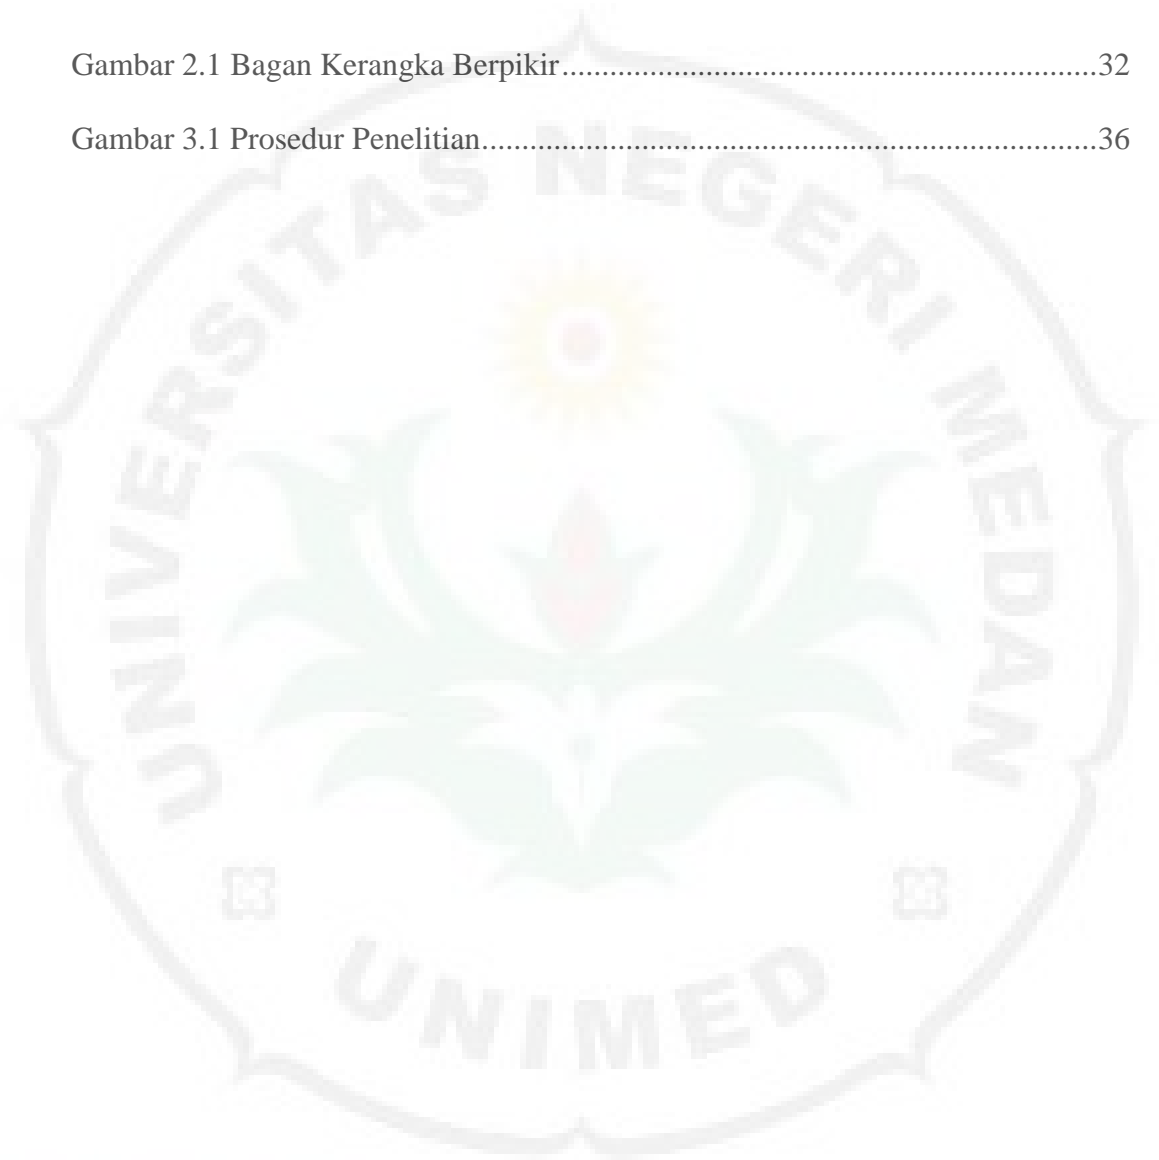 Gambar 2.1 Bagan Kerangka Berpikir....................................................................32
Gambar 3.1 Prosedur Penelitian..............................................................................36
UNIVERSITAS NEGERI MEDAN
UNIMED